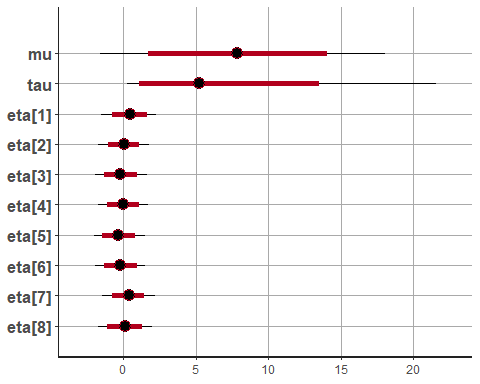 mu
tau
eta[1]
eta[2]
eta[3]
eta[4]
eta[5]
eta[6]
eta[7]
eta[8]
0 5 10 15 20